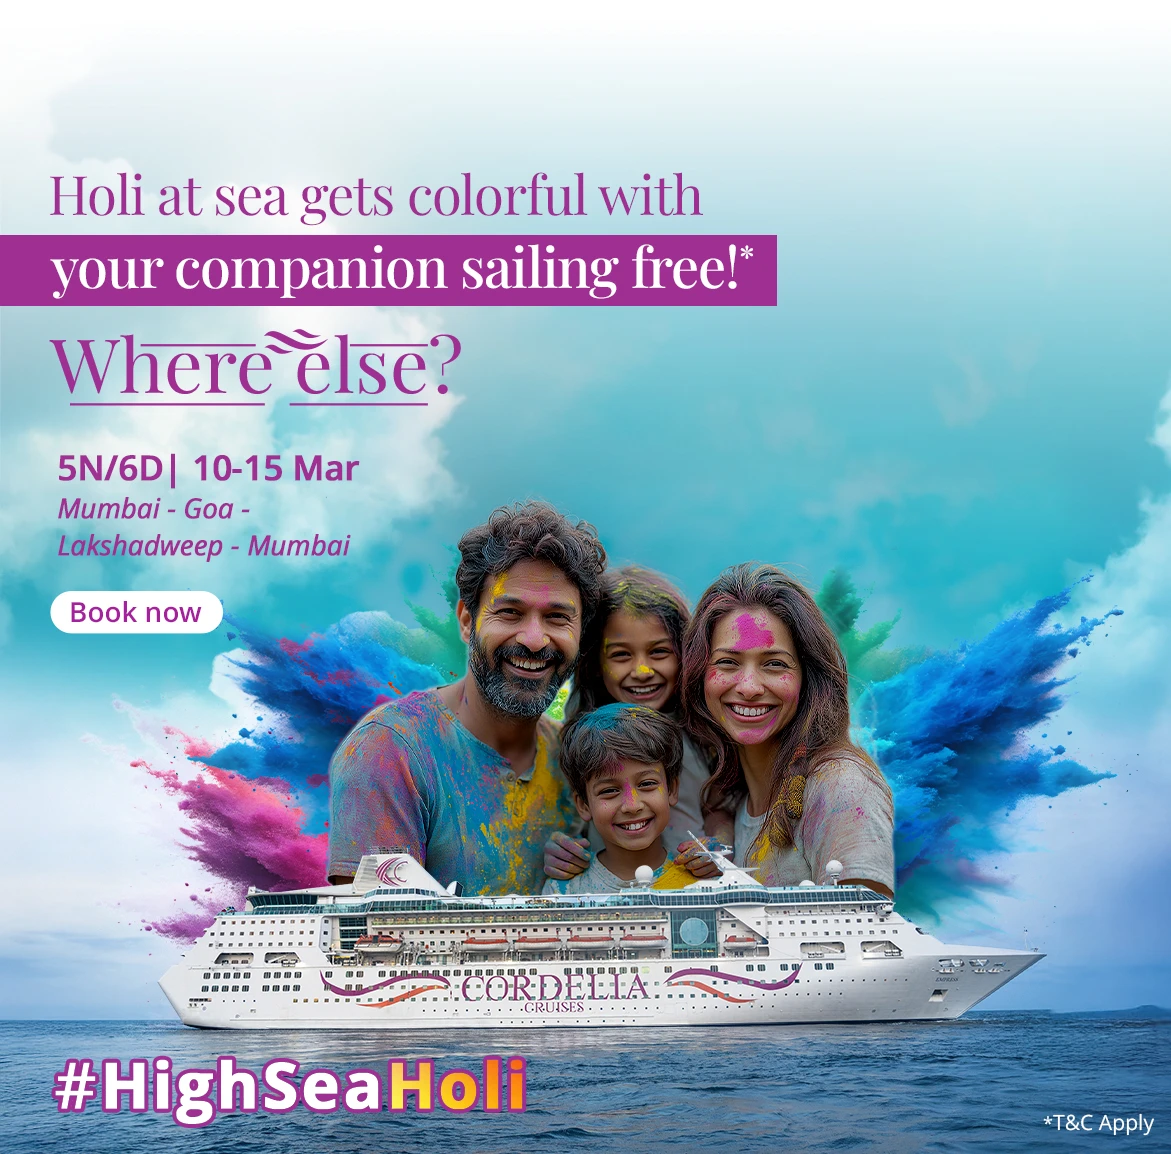 Holi at sea gets colorful with
your companion sailing free!*
Where else?
5N/6D| 10-15 Mar
Mumbai - Goa -
Lakshadweep - Mumbai
Book now
CORDELIA
CRUISES
#HighSeaHoli
*T&C Apply